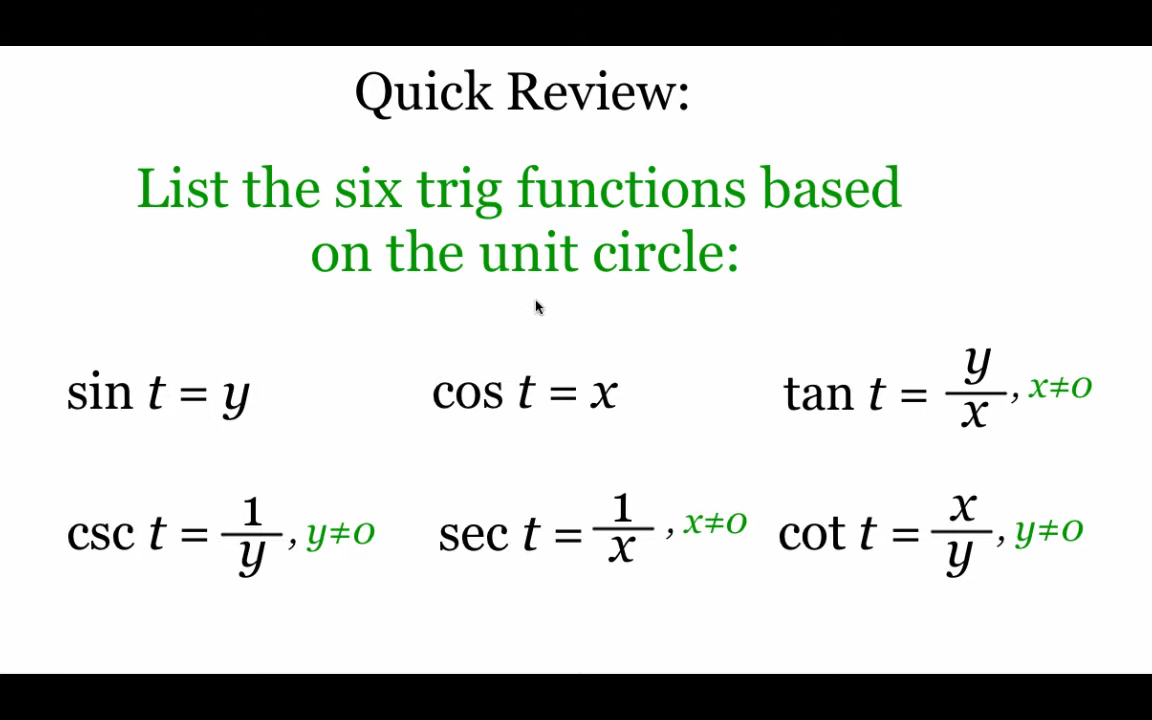 Quick Review:
List the six trig functions based
on the unit circle:
sin t = y
cos t = x
tan t = y/x, x≠0
csc t = 1/y, y≠0
sec t = 1/x, x≠0
cot t = x/y, y≠0